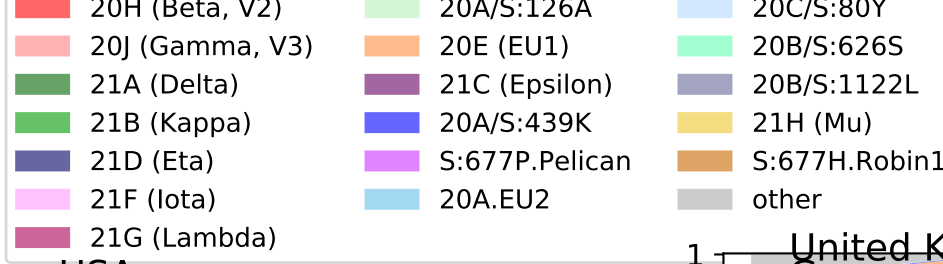 20H (Beta, V2) 20A/S:126A 20C/S:80Y
20J (Gamma, V3) 20E (EU1) 20B/S:626S
21A (Delta) 21C (Epsilon) 20B/S:1122L
21B (Kappa) 20A/S:439K 21H (Mu)
21D (Eta) S:677P.Pelican S:677H.Robin1
21F (Iota) 20A.EU2 other
21G (Lambda)
United K
1
USA